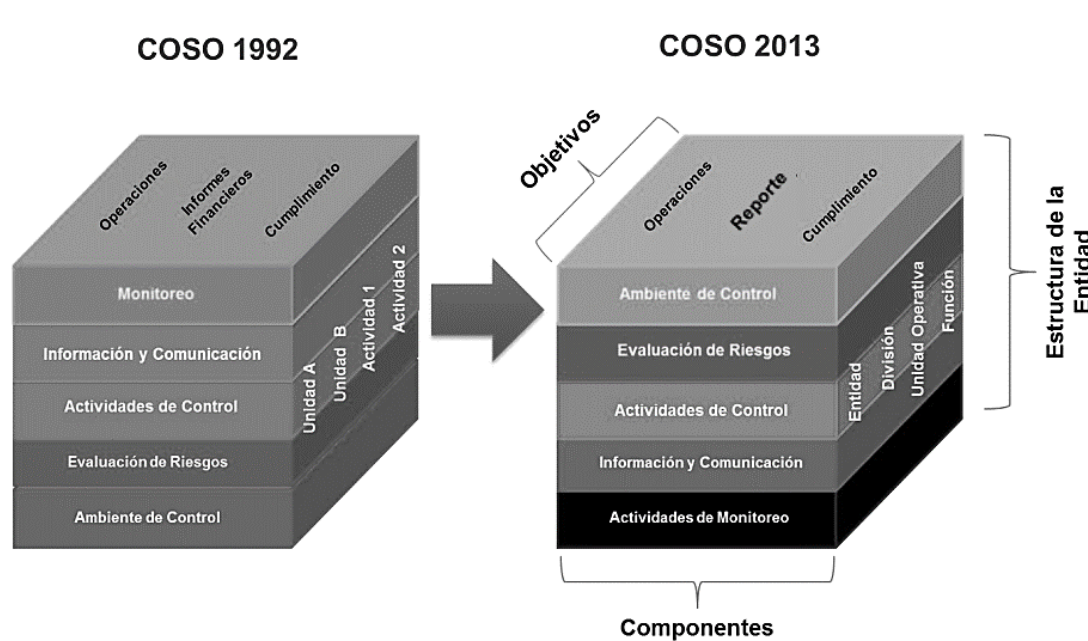 COSO 1992
Operaciones
Informes
Financieros
Cumplimiento
Monitoreo
Información y Comunicación
Actividades de Control
Evaluación de Riesgos
Ambiente de Control
Unidad A
Unidad B
Actividad 1
Actividad 2
COSO 2013
Objetivos
Operaciones
Reporte
Cumplimiento
Ambiente de Control
Evaluación de Riesgos
Actividades de Control
Información y Comunicación
Actividades de Monitoreo
Entidad
División
Unidad Operativa
Función
Estructura de la
Entidad
Componentes